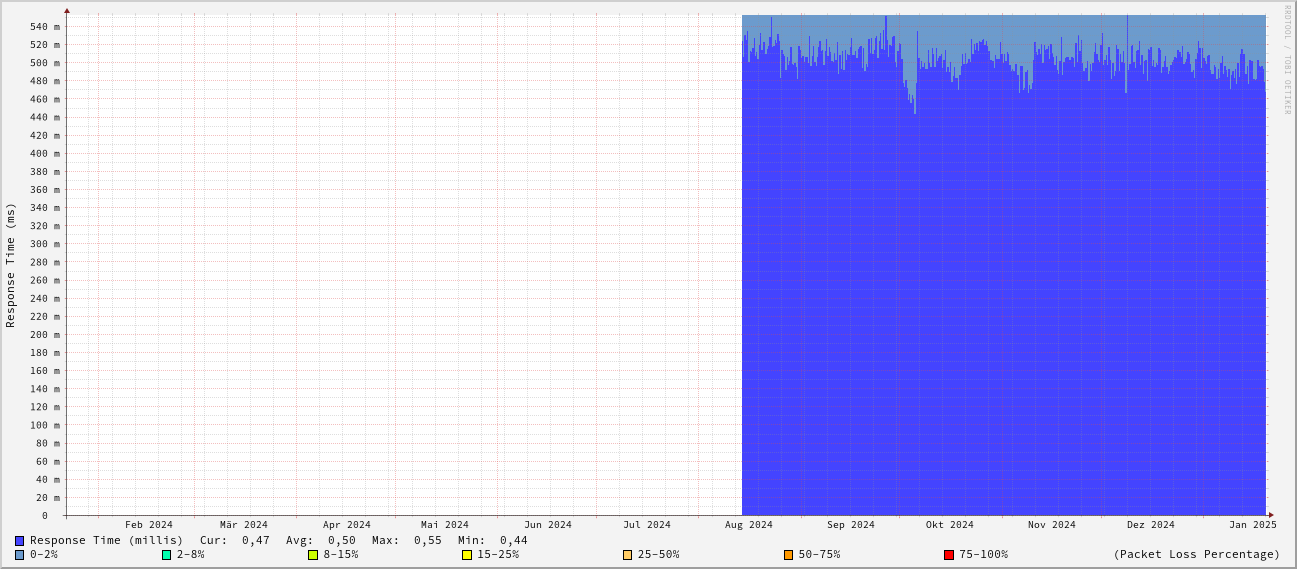 RRDTOOL / TOBI OETIKER
Response Time (ms)
540 m
520 m
500 m
480 m
460 m
440 m
420 m
400 m
380 m
360 m
340 m
320 m
300 m
280 m
260 m
240 m
220 m
200 m
180 m
160 m
140 m
120 m
100 m
80 m
60 m
40 m
20 m
0
Feb 2024 Mär 2024 Apr 2024 Mai 2024 Jun 2024 Jul 2024 Aug 2024 Sep 2024 Okt 2024 Nov 2024 Dez 2024 Jan 2025
Response Time (millis) Cur: 0,47 Avg: 0,50 Max: 0,55 Min: 0,44
0-2% 2-8% 8-15% 15-25% 25-50% 50-75% 75-100% (Packet Loss Percentage)